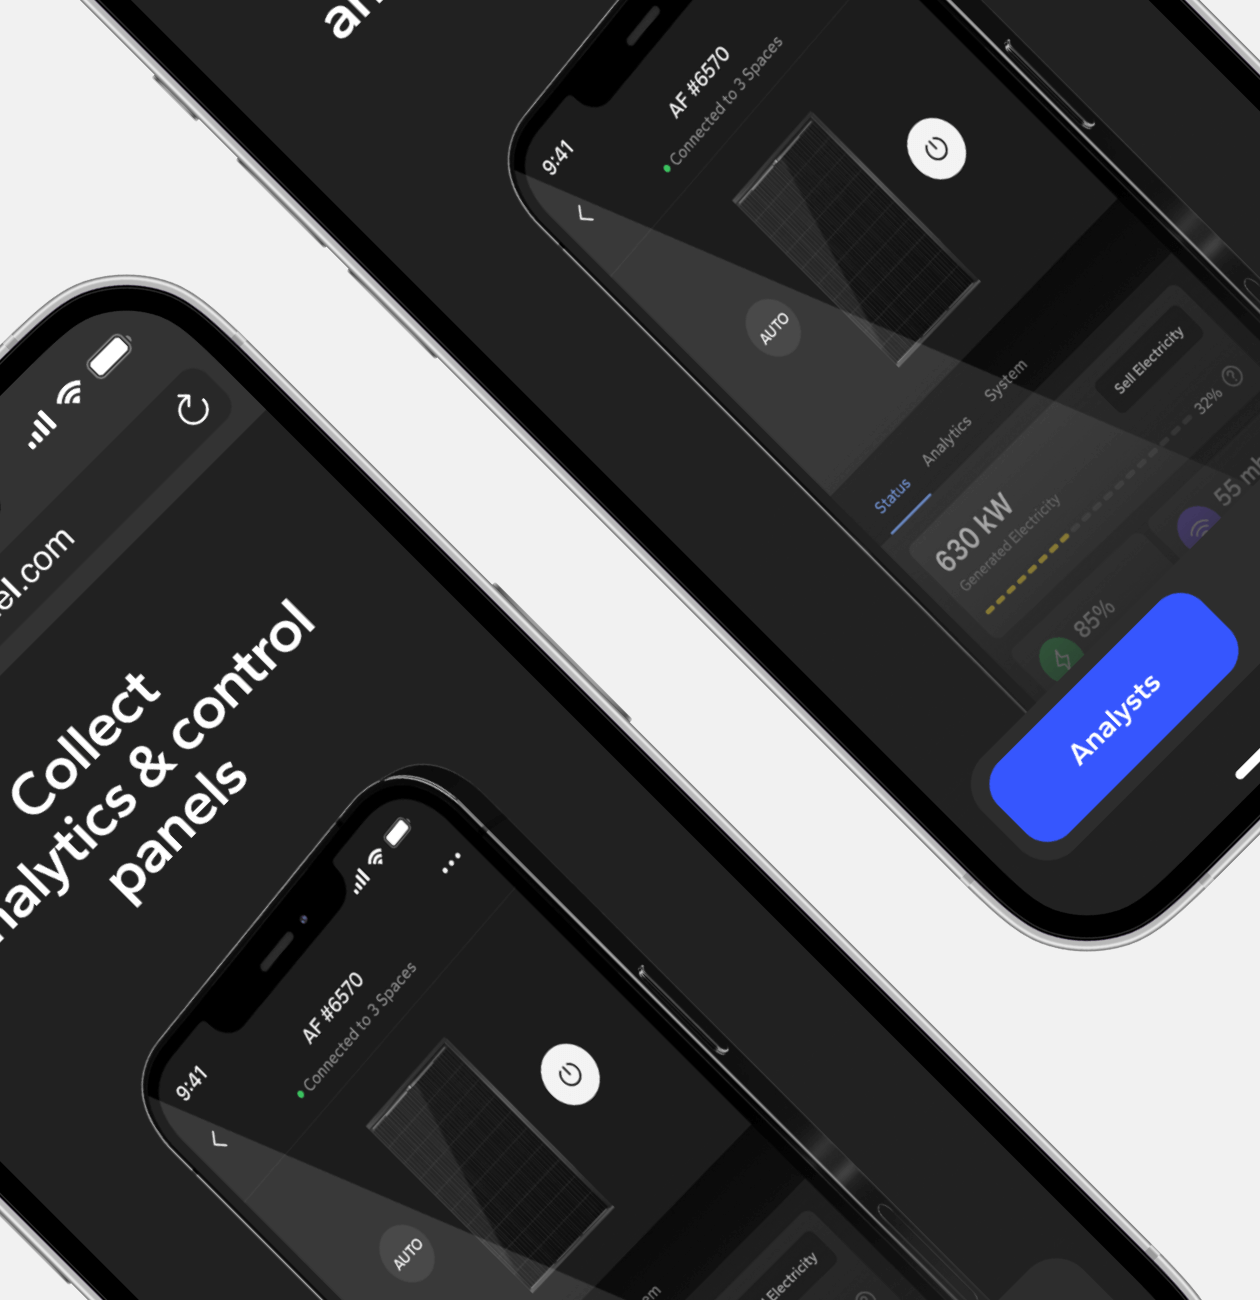 an
9:41
AF #6570
Connected to 3 Spaces
AUTO
Status Analytics System
630 kW
Generated Electricity
Sell Electricity
32%
85%
55 mh
Analysts
el.com
Collect
nalytics & control
panels
9:41
AF #6570
Connected to 3 Spaces
AUTO
em
l Electricity